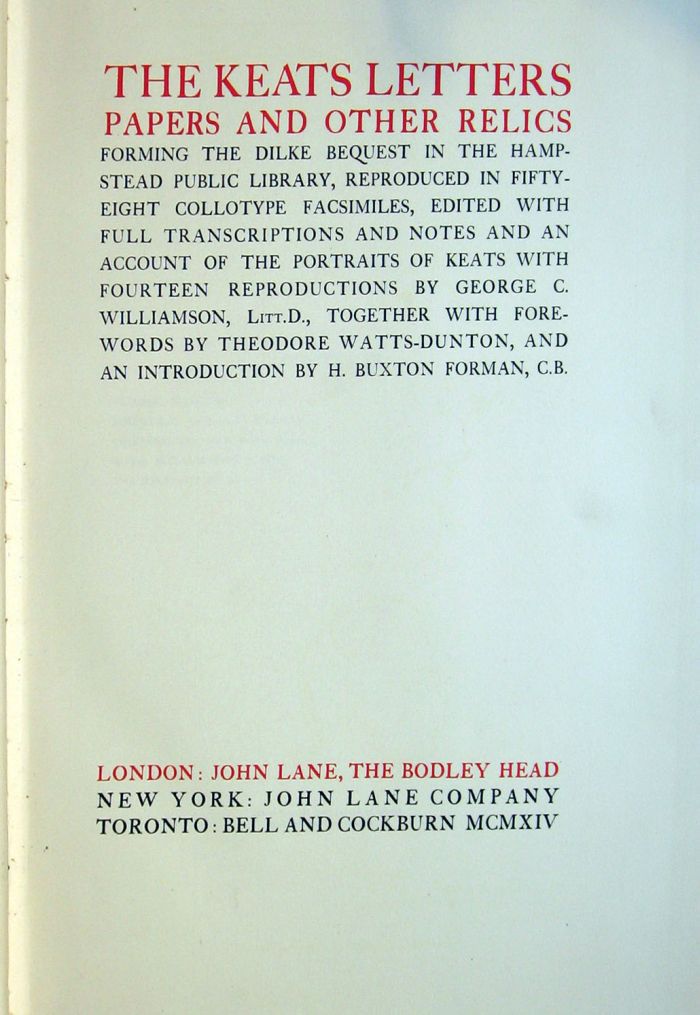 THE KEATS LETTERS
PAPERS AND OTHER RELICS
FORMING THE DILKE BEQUEST IN THE HAMP-
STEAD PUBLIC LIBRARY, REPRODUCED IN FIFTY-
EIGHT COLLOTYPE FACSIMILES, EDITED WITH
FULL TRANSCRIPTIONS AND NOTES AND AN
ACCOUNT OF THE PORTRAITS OF KEATS WITH
FOURTEEN REPRODUCTIONS BY GEORGE C.
WILLIAMSON, LITT.D., TOGETHER WITH FORE-
WORDS BY THEODORE WATTS-DUNTON, AND
AN INTRODUCTION BY H. BUXTON FORMAN, C.B.
LONDON: JOHN LANE, THE BODLEY HEAD
NEW YORK: JOHN LANE COMPANY
TORONTO: BELL AND COCKBURN MCMXIV